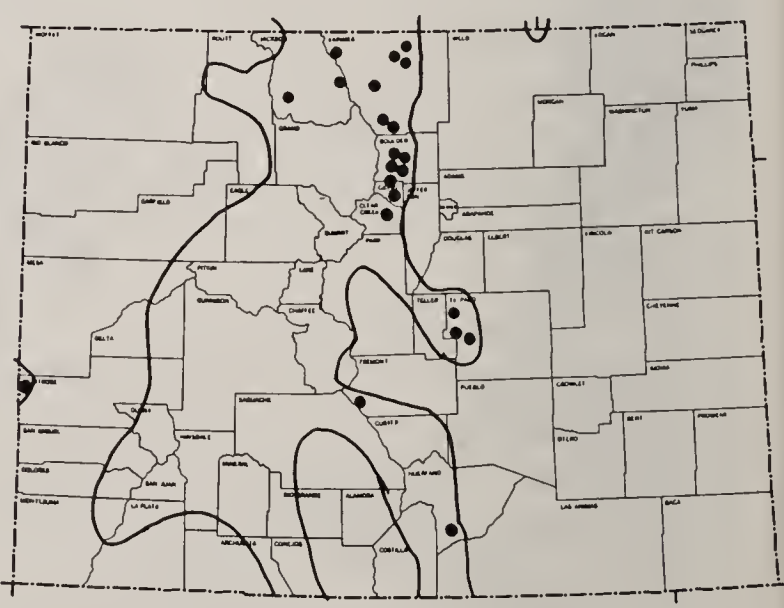 MOFFET
ROUTT
JACKSON
LARIMER
WELD
LOGAN
SEDGWICK
PHILLIPS
MORGAN
WASHINGTON
YUMA
GRAND
BOULDER
RIO BLANCO
EAGLE
GARFIELD
ADAMS
CLEAR
CREEK
ARAPAHOE
SUMMIT
PARK
DOUGLAS
ELBERT
LINCOLN
KIT CARSON
MESA
PITKIN
LAKE
GUNNISON
CHAFFEE
TELLER
EL PASO
CHEYENNE
DELTA
FREMONT
KIOWA
PUEBLO
CROWLEY
OURAY
SAGUACHE
CUSTER
BENT
PROWERS
SAN MIGUEL
HINSDALE
OTERO
DOLORES
MINERAL
HUERFANO
SAN JUAN
MONTEZUMA
LA PLATA
RIO GRANDE
ALAMOSA
LAS ANIMAS
BACA
ARCHULETA
CONEJOS
COSTILLA